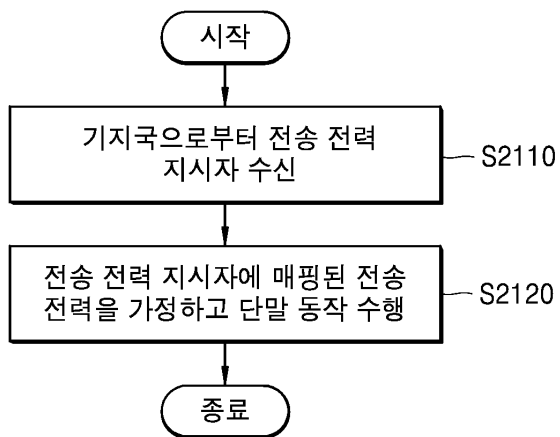 시작
기지국으로부터 전송 전력
지시자 수신
S2110
전송 전력 지시자에 매핑된 전송
전력을 가정하고 단말 동작 수행
S2120
종료